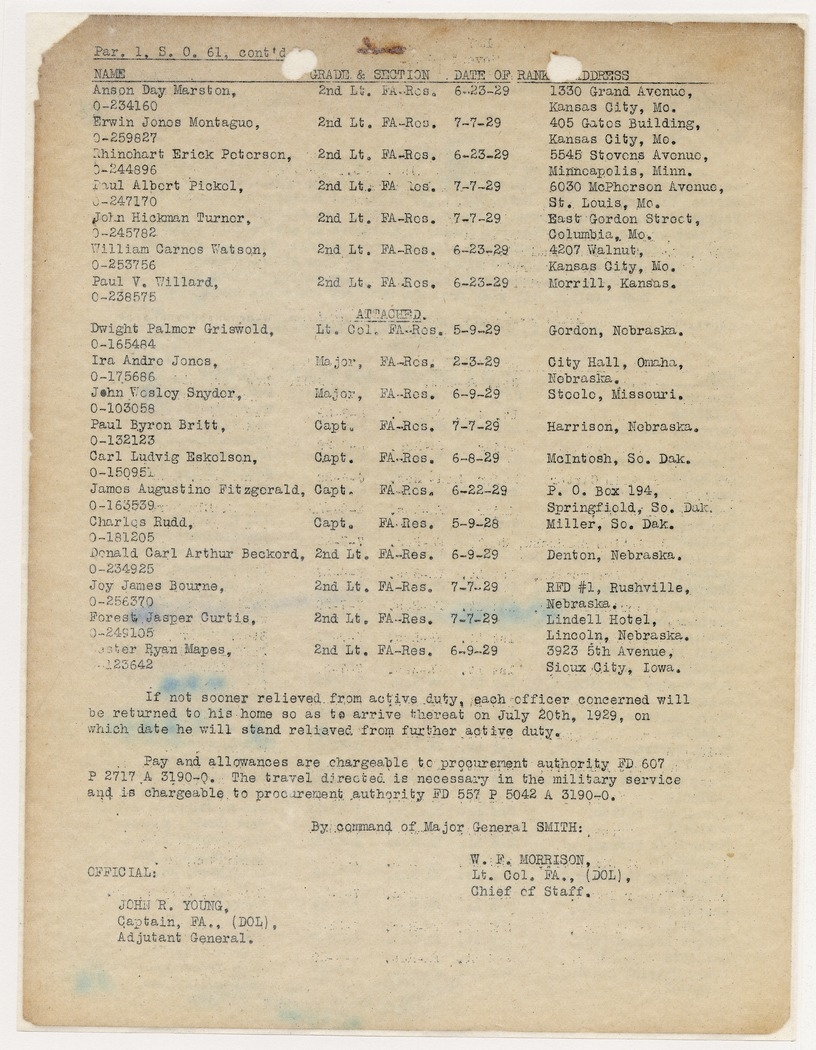 Par. 1, S. O. 61, cont'd
NAME GRADE & SECTION DATE OF RANK ADDRESS
Anson Day Marston, 2nd Lt. FA-Res. 6-23-29 1330 Grand Avenue,
0-234160 Kansas City, Mo.
Erwin Jones Montague, 2nd Lt. FA-Res. 7-7-29 405 Gates Building,
0-259827 Kansas City, Mo.
Rhinehart Erick Peterson, 2nd Lt. FA-Res. 6-23-29 5545 Stevens Avenue,
0-244896 Minneapolis, Minn.
Paul Albert Pickel, 2nd Lt. FA Res. 7-7-29 6030 McPherson Avenue,
0-247170 St. Louis, Mo.
John Hickman Turner, 2nd Lt. FA-Res. 7-7-29 East Gordon Street,
0-245782 Columbia, Mo.
William Carnes Watson, 2nd Lt. FA-Res. 6-23-29 4207 Walnut,
0-253756 Kansas City, Mo.
Paul V. Willard, 2nd Lt. FA-Res. 6-23-29 Morrill, Kansas.
0-238575
ATTACHED.
Dwight Palmer Griswold, Lt. Col. FA-Res. 5-9-29 Gordon, Nebraska.
0-165484
Ira Andre Jones, Major, FA-Res. 2-3-29 City Hall, Omaha,
0-175686 Nebraska.
John Wesley Snyder, Major, FA-Res. 6-9-29 Steele, Missouri.
0-103058
Paul Byron Britt, Capt. FA-Res. 7-7-29 Harrison, Nebraska.
0-132123
Carl Ludvig Eskelson, Capt. FA-Res. 6-8-29 McIntosh, So. Dak.
0-150951
James Augustine Fitzgerald, Capt. FA-Res. 6-22-29 P. O. Box 194,
0-163539 Springfield, So. Dak.
Charles Rudd, Capt. FA-Res. 5-9-28 Miller, So. Dak.
0-181205
Donald Carl Arthur Beckord, 2nd Lt. FA-Res. 6-9-29 Denton, Nebraska.
0-234925
Joy James Bourne, 2nd Lt. FA-Res. 7-7-29 RFD #1, Rushville,
0-256370 Nebraska.
Forest Jasper Curtis, 2nd Lt. FA-Res. 7-7-29 Lindell Hotel,
0-249105 Lincoln, Nebraska.
Ryan Mapes, 2nd Lt. FA-Res. 6-9-29 3923 5th Avenue,
123642 Sioux City, Iowa.
If not sooner relieved from active duty, each officer concerned will
be returned to his home so as to arrive thereat on July 20th, 1929, on
which date he will stand relieved from further active duty.
Pay and allowances are chargeable to procurement authority FD 607
P 2717 A 3190-0. The travel directed is necessary in the military service
and is chargeable to procurement authority FD 557 P 5042 A 3190-0.
By command of Major General SMITH:
W. F. MORRISON,
OFFICIAL: Lt. Col. FA., (DOL),
Chief of Staff.
JOHN R. YOUNG,
Captain, FA., (DOL),
Adjutant General.